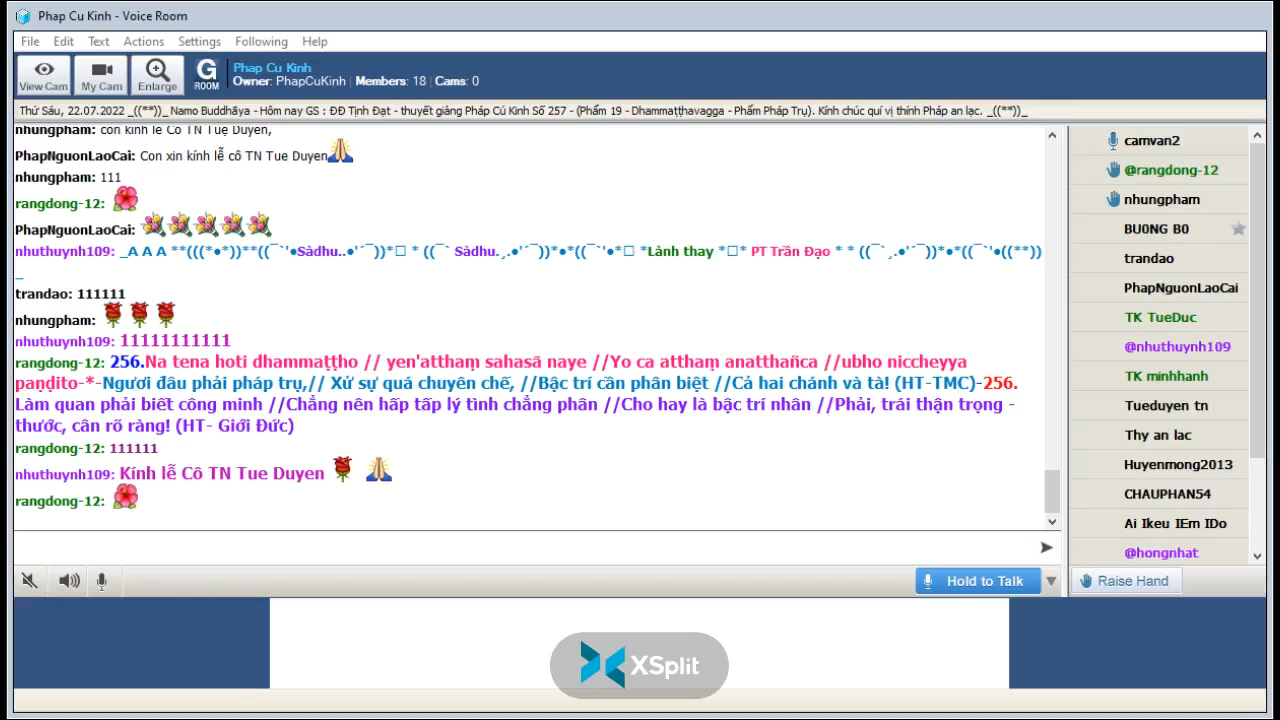 Phap Cu Kinh - Voice Room
File Edit Text Actions Settings Following Help
View Cam My Cam Enlarge G ROOM Phap Cu Kinh
Owner: PhapCuKinh | Members: 18 | Cams: 0
Thứ Sáu, 22.07.2022 _((**))_ Namo Buddhāya - Hôm nay GS : ĐĐ Tịnh Đạt - thuyết giảng Pháp Cú Kinh Số 257 - (Phẩm 19 - Dhammaṭṭhavagga - Phẩm Pháp Trụ). Kính chúc quí vị thính Pháp an lạc. _((**))_
nhungpham: con kinh le Co TN Tuệ Duyen,
PhapNguonLaoCai: Con xin kính lễ cô TN Tue Duyen
nhungpham: 111
rangdong-12:
PhapNguonLaoCai:
nhuthuynh109: _A A A **(((*●*))**((¯`'●Sàdhu..●'´¯))*□ * ((¯` Sàdhu.¸.●'´¯))*●*((¯`'●*□ *Lành thay *□* PT Trần Đạo * * ((¯`¸.●'´¯))*●*((¯`'●((**))
_
trandao: 111111
nhungpham:
nhuthuynh109: 11111111111
rangdong-12: 256.Na tena hoti dhammaṭṭho // yen'atthaṃ sahasā naye //Yo ca atthaṃ anatthañca //ubho niccheyya
paṇḍito-*-Ngươi đâu phải pháp trụ,// Xử sự quá chuyên chế, //Bậc trí cần phân biệt //Cả hai chánh và tà! (HT-TMC)-256.
Làm quan phải biết công minh //Chẳng nên hấp tấp lý tình chẳng phân //Cho hay là bậc trí nhân //Phải, trái thận trọng -
thước, cân rõ ràng! (HT- Giới Đức)
rangdong-12: 111111
nhuthuynh109: Kính lễ Cô TN Tue Duyen
rangdong-12:
camvan2
@rangdong-12
nhungpham
BU0NG B0
trandao
PhapNguonLaoCai
TK TueDuc
@nhuthuynh109
TK minhhanh
Tueduyen tn
Thy an lac
Huyenmong2013
CHAUPHAN54
Ai Ikeu IEm IDo
@hongnhat
Hold to Talk
Raise Hand
XSplit